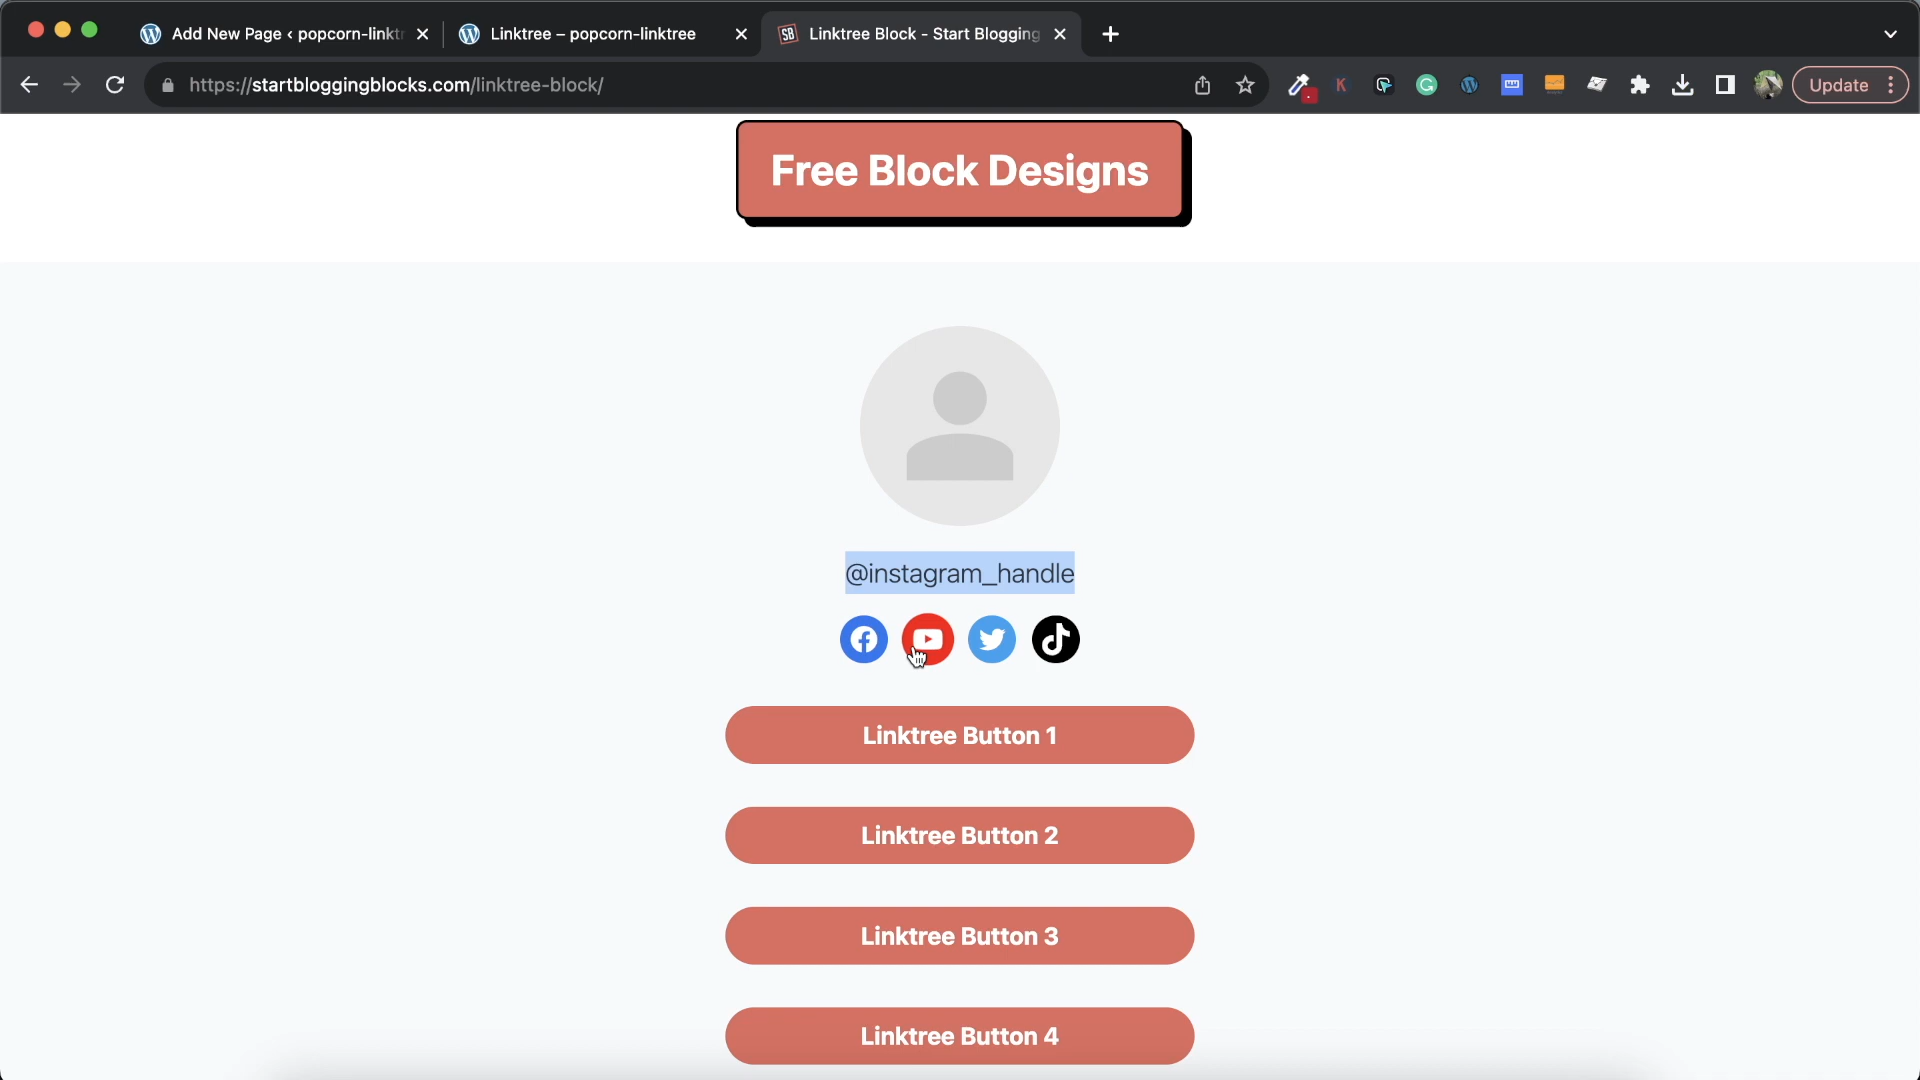 Add New Page ‹ popcorn-linkt
Linktree – popcorn-linktree
SB
Linktree Block - Start Blogging
https://startbloggingblocks.com/linktree-block/
K
G
Update
Free Block Designs
@instagram_handle
Linktree Button 1
Linktree Button 2
Linktree Button 3
Linktree Button 4